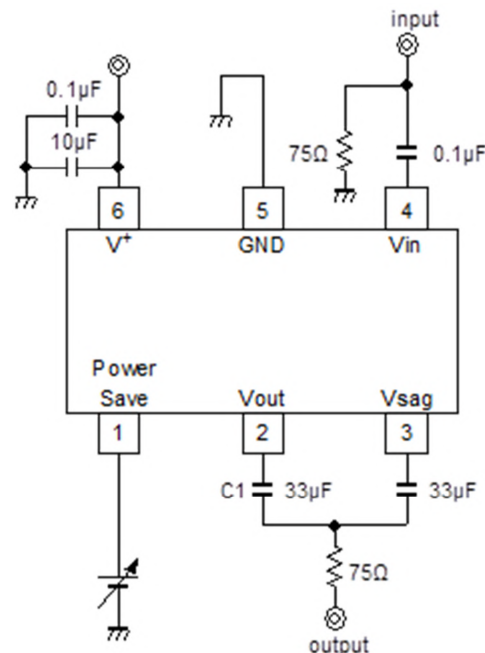 input
0.1µF
10µF
75Ω
0.1µF
6
5
4
V+
GND
Vin
Power
Save
Vout
Vsag
1
2
3
C1
33µF
33µF
75Ω
output